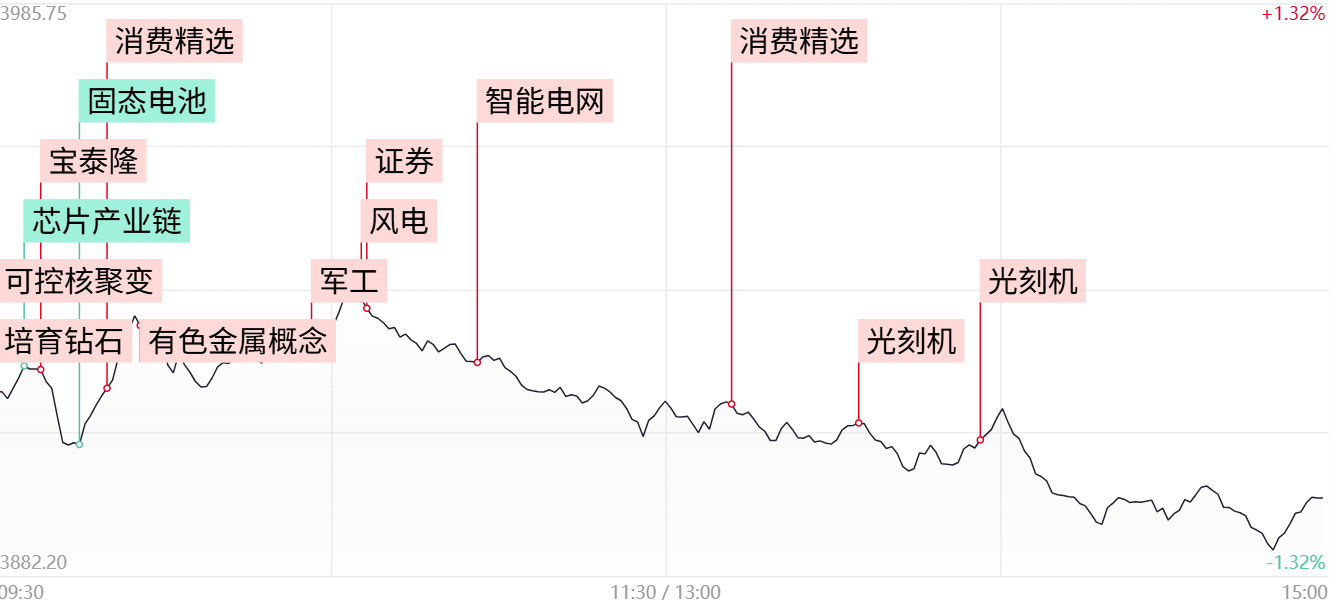 3985.75
+1.32%
消费精选
消费精选
固态电池
智能电网
宝泰隆
证券
芯片产业链
风电
可控核聚变
军工
光刻机
培育钻石
有色金属概念
光刻机
3882.20
-1.32%
09:30
11:30 / 13:00
15:00